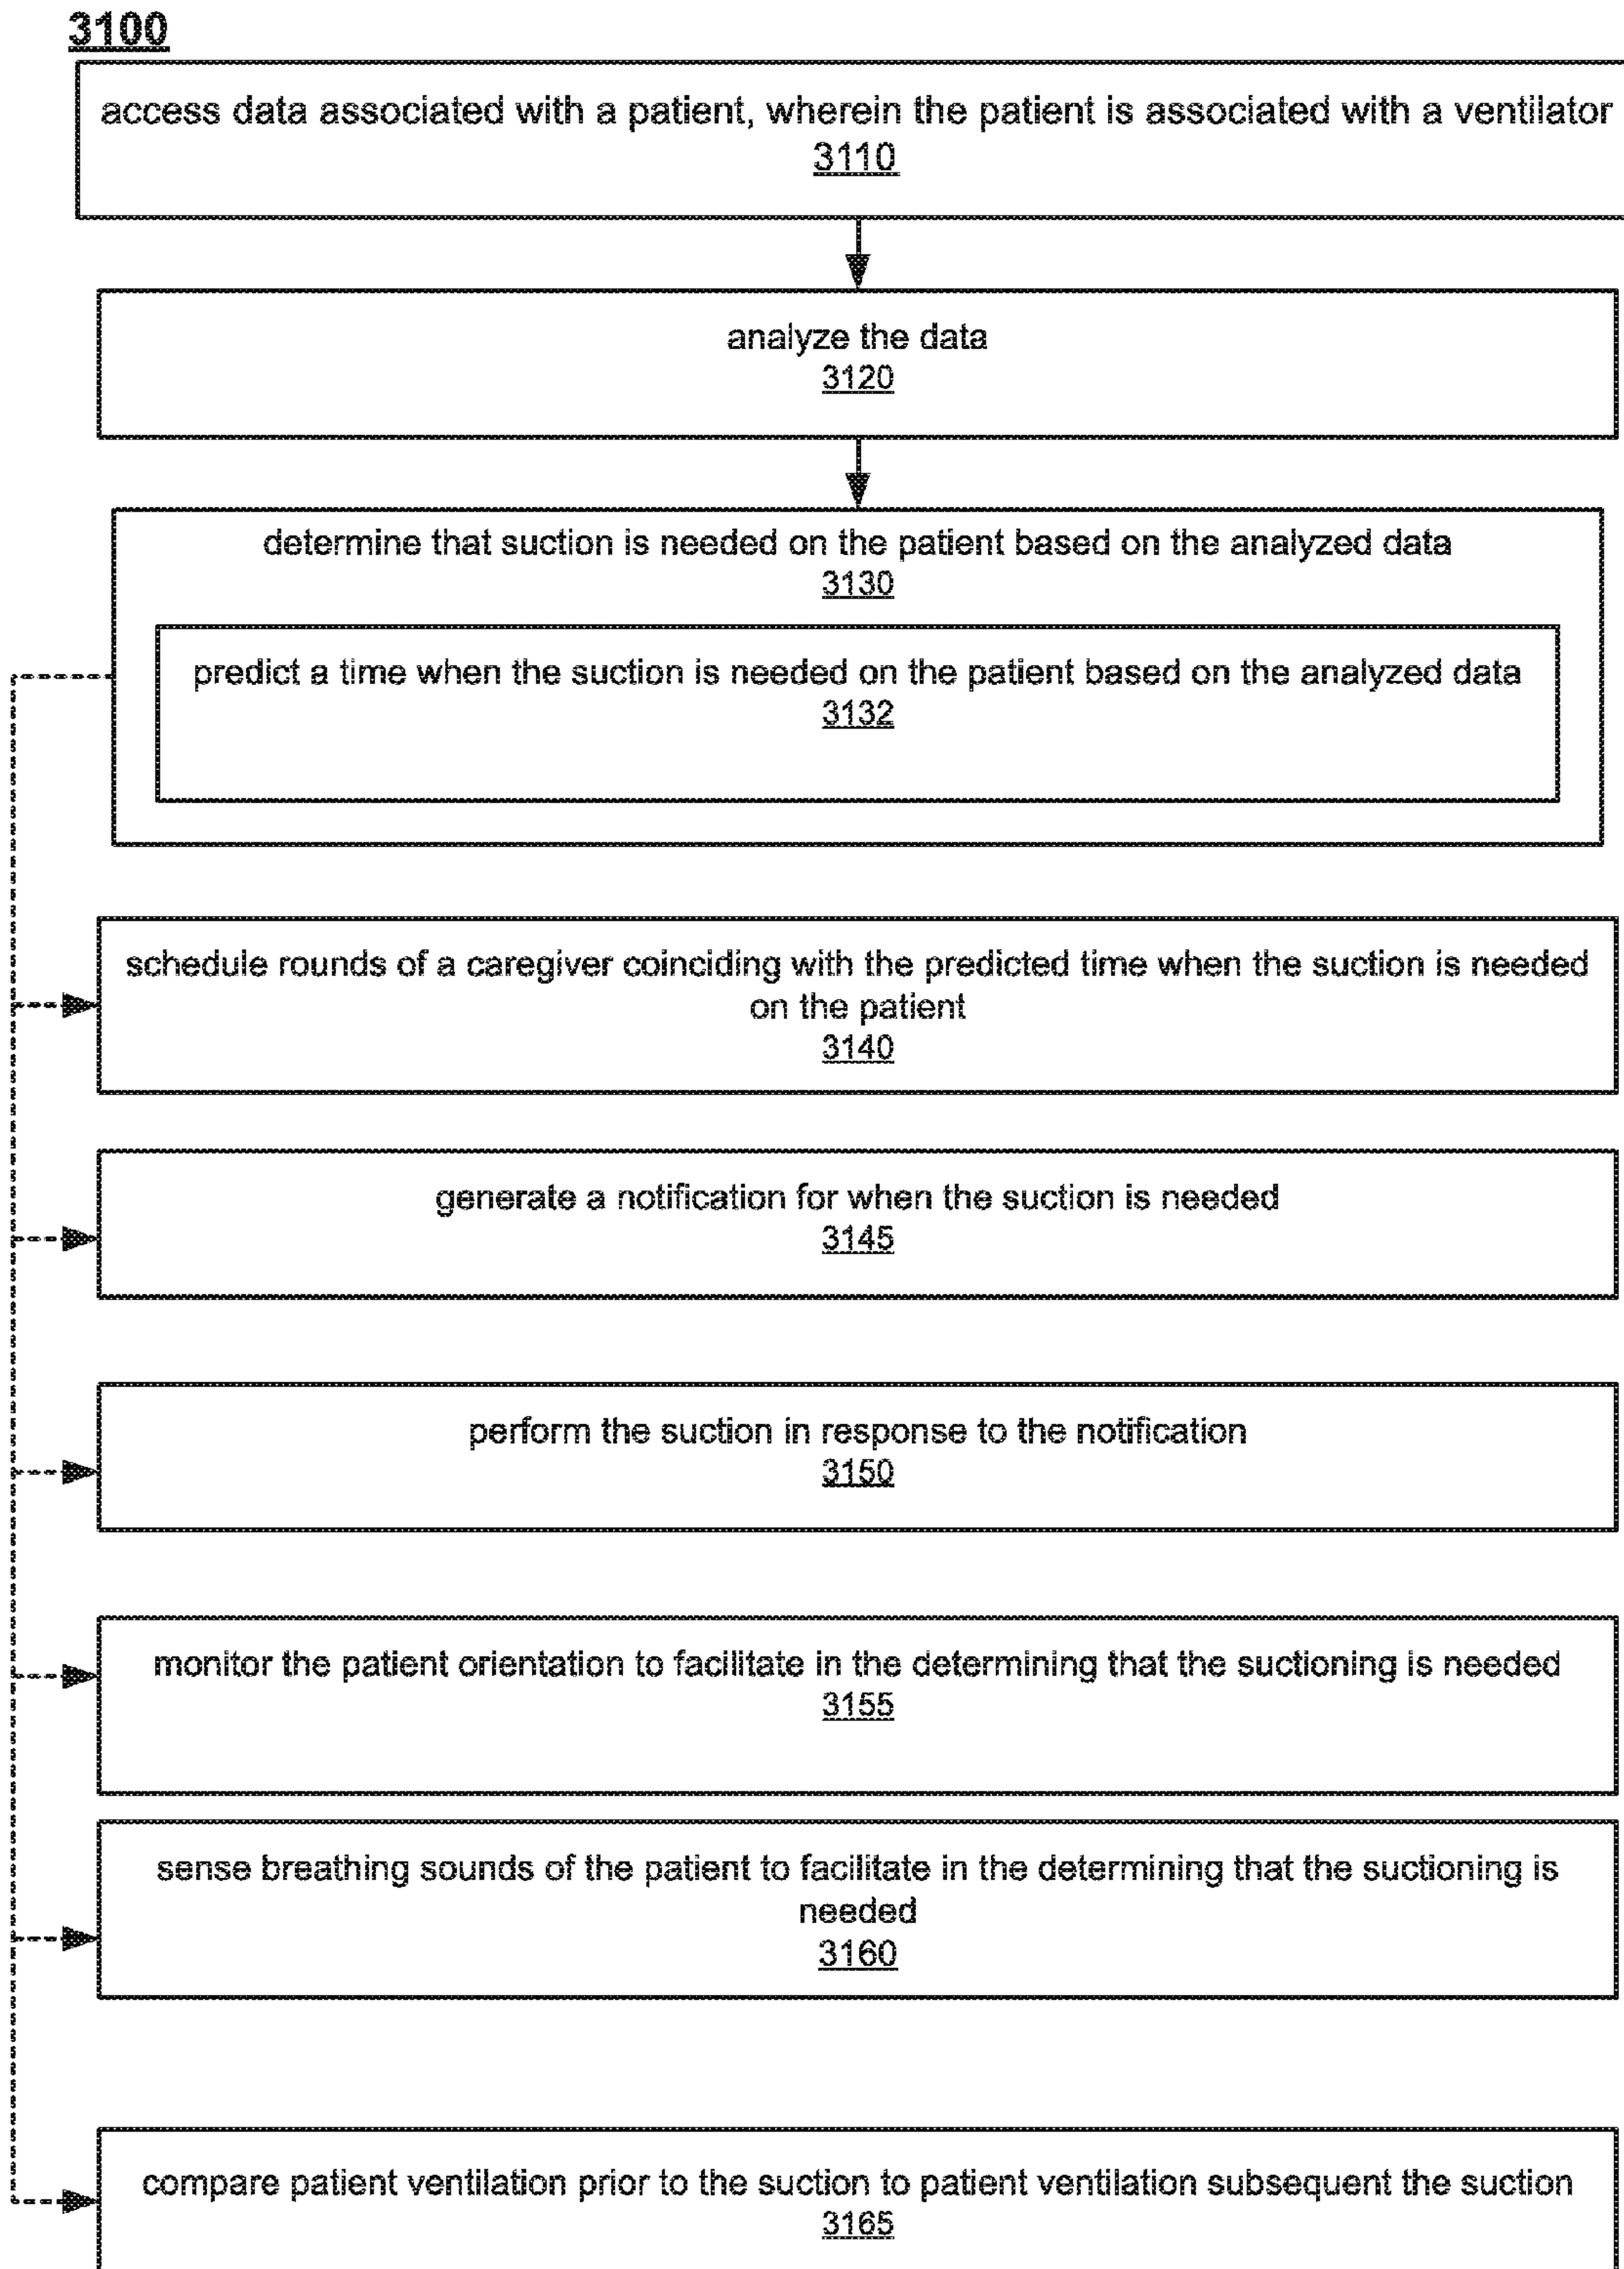 3100
access data associated with a patient, wherein the patient is associated with a ventilator
3110
analyze the data
3120
determine that suction is needed on the patient based on the analyzed data
3130
predict a time when the suction is needed on the patient based on the analyzed data
3132
schedule rounds of a caregiver coinciding with the predicted time when the suction is needed
on the patient
3140
generate a notification for when the suction is needed
3145
perform the suction in response to the notification
3150
monitor the patient orientation to facilitate in the determining that the suctioning is needed
3155
sense breathing sounds of the patient to facilitate in the determining that the suctioning is
needed
3160
compare patient ventilation prior to the suction to patient ventilation subsequent the suction
3165